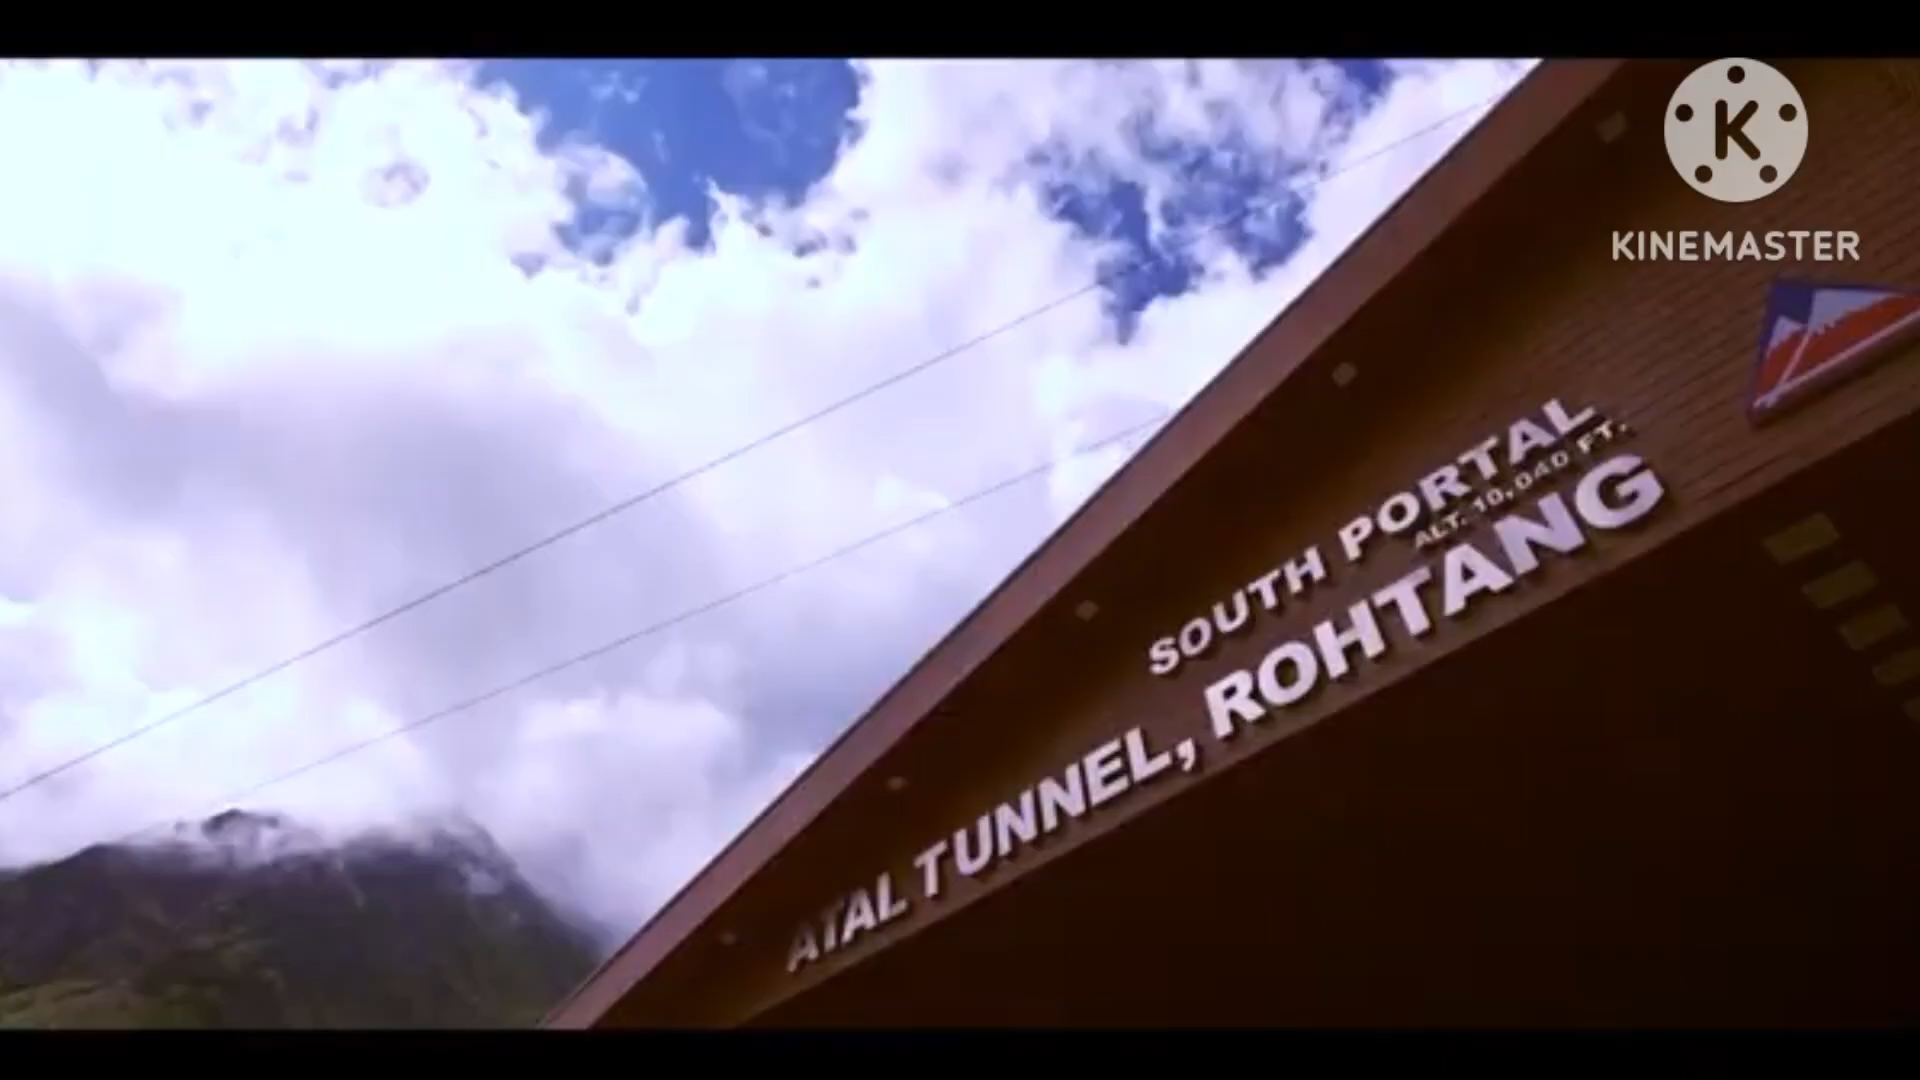 K
KINEMASTER
SOUTH PORTAL
ALT. 10,040 FT.
ATAL TUNNEL, ROHTANG